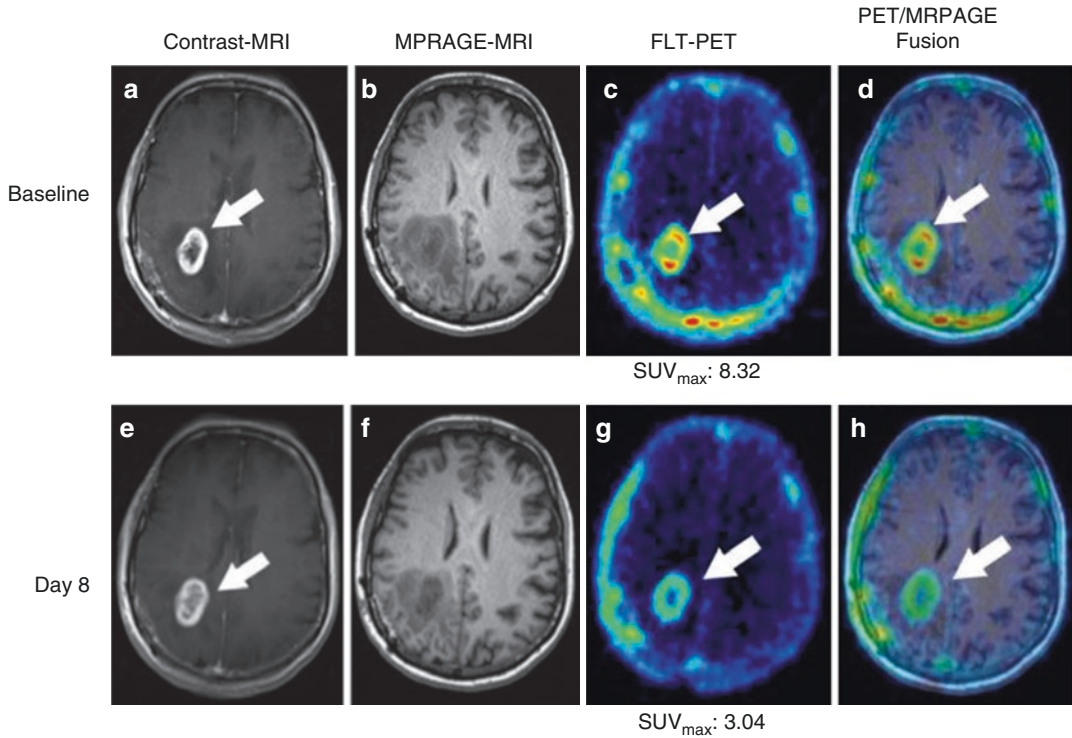 Contrast-MRI
MPRAGE-MRI
FLT-PET
PET/MRPAGE
Fusion
Baseline
a
b
c
d
SUVmax: 8.32
Day 8
e
f
g
h
SUVmax: 3.04